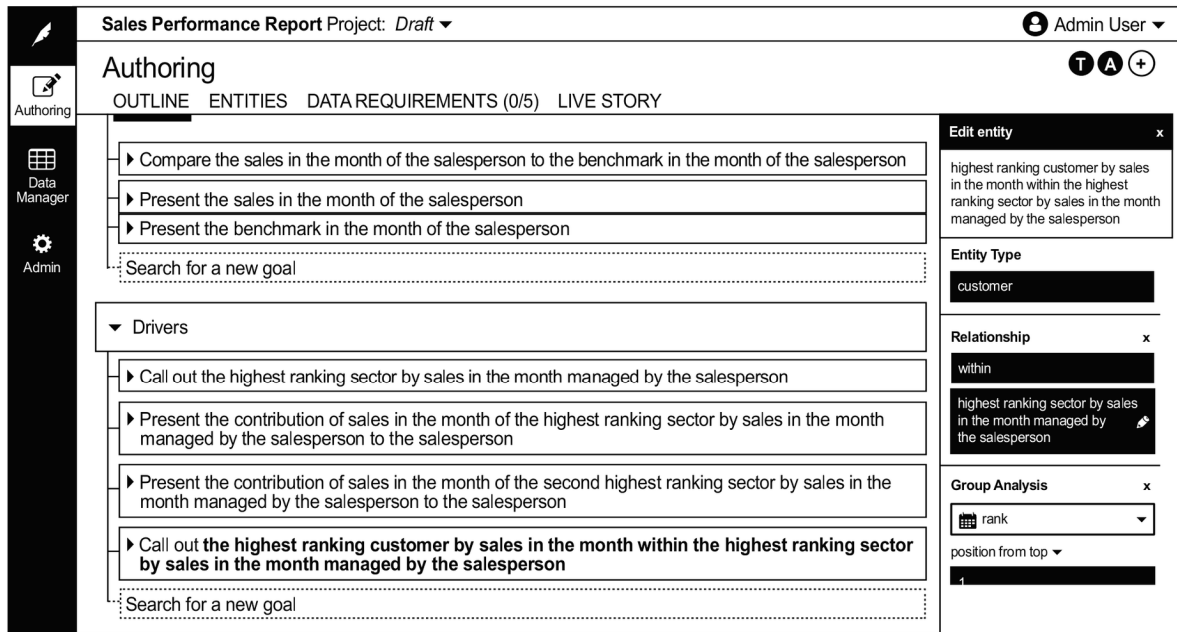 Sales Performance Report Project: Draft
Admin User
Authoring
T A +
OUTLINE ENTITIES DATA REQUIREMENTS (0/5) LIVE STORY
Authoring
Data
Manager
Admin
Compare the sales in the month of the salesperson to the benchmark in the month of the salesperson
Present the sales in the month of the salesperson
Present the benchmark in the month of the salesperson
Search for a new goal
Drivers
Call out the highest ranking sector by sales in the month managed by the salesperson
Present the contribution of sales in the month of the highest ranking sector by sales in the month
managed by the salesperson to the salesperson
Present the contribution of sales in the month of the second highest ranking sector by sales in the
month managed by the salesperson to the salesperson
Call out the highest ranking customer by sales in the month within the highest ranking sector
by sales in the month managed by the salesperson
Search for a new goal
Edit entity x
highest ranking customer by sales
in the month within the highest
ranking sector by sales in the month
managed by the salesperson
Entity Type
customer
Relationship x
within
highest ranking sector by sales
in the month managed by
the salesperson
Group Analysis x
rank
position from top
1